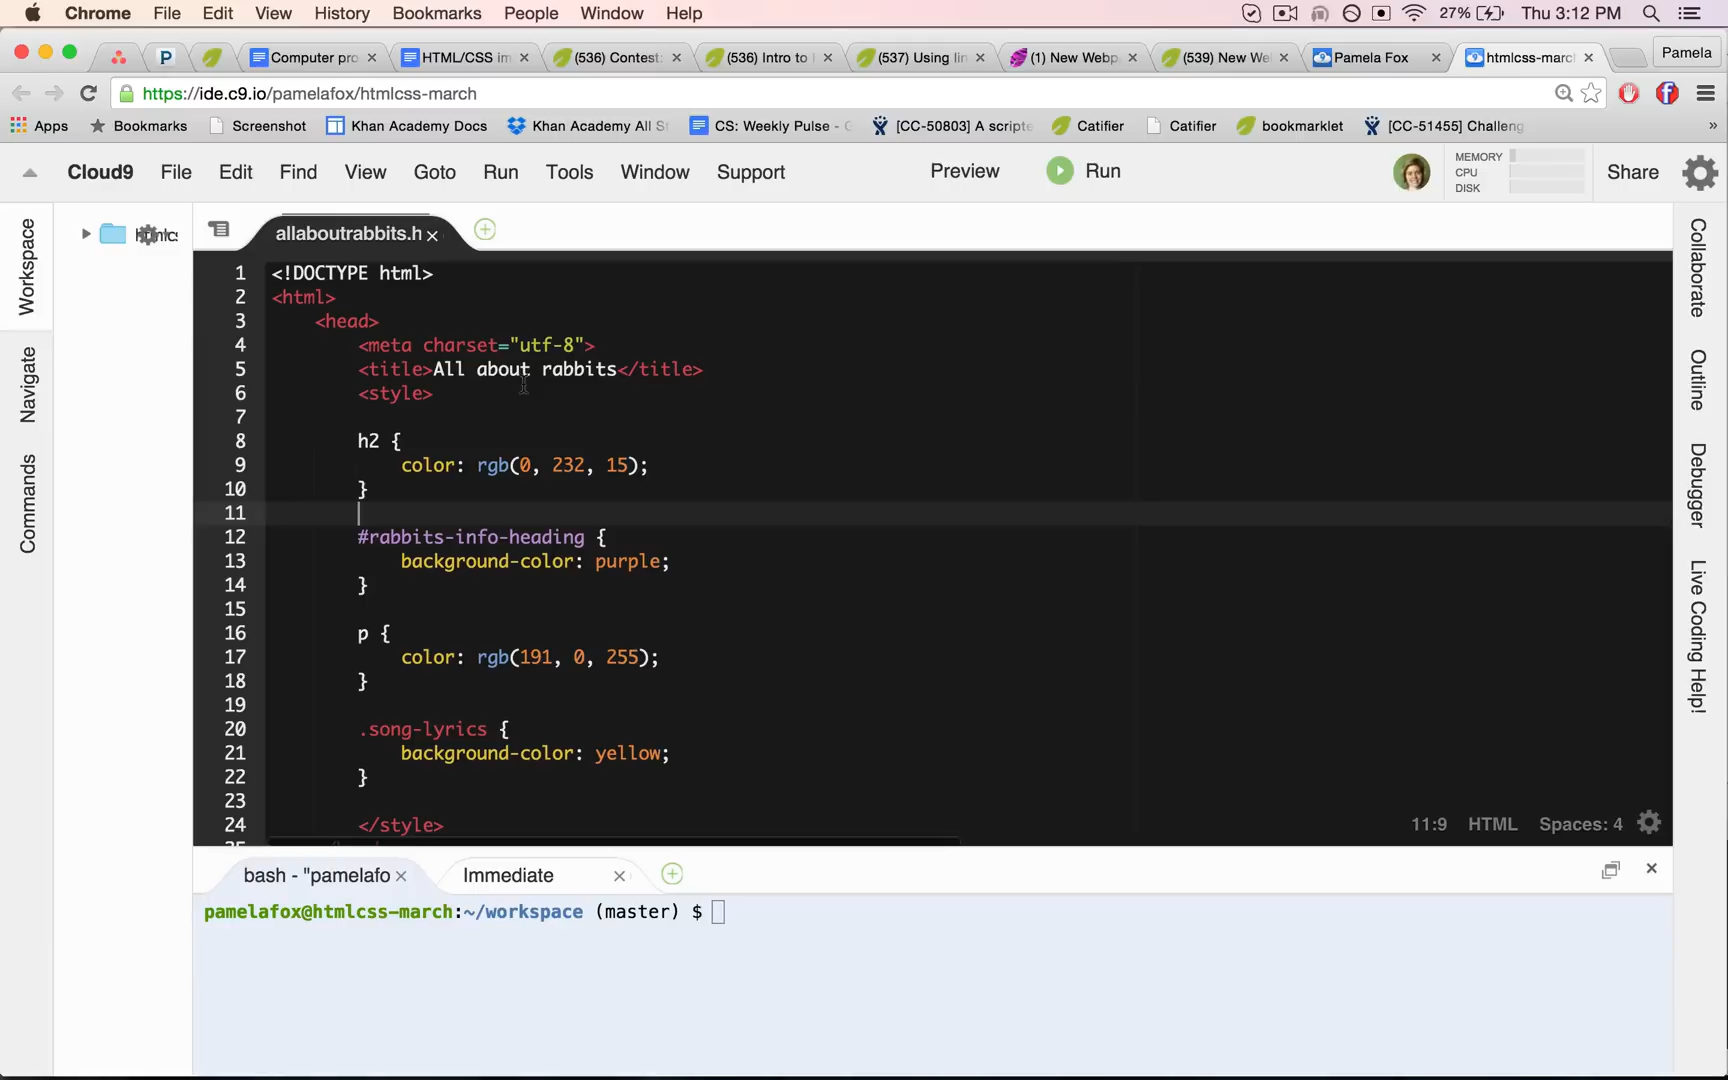 Chrome File Edit View History Bookmarks People Window Help 27% Thu 3:12 PM
P Computer pro HTML/CSS im (536) Contest: (536) Intro to (537) Using lin (1) New Webp (539) New We Pamela Fox htmlcss-marc Pamela
https://ide.c9.io/pamelafox/htmlcss-march
Apps Bookmarks Screenshot Khan Academy Docs Khan Academy All CS: Weekly Pulse - [CC-50803] A scripte Catifier Catifier bookmarklet [CC-51455] Challeng »
Cloud9 File Edit Find View Goto Run Tools Window Support Preview Run MEMORY CPU DISK Share
Workspace
Navigate
Commands
allaboutrabbits.h
1 <!DOCTYPE html>
2 <html>
3 <head>
4 <meta charset="utf-8">
5 <title>All about rabbits</title>
6 <style>
7
8 h2 {
9 color: rgb(0, 232, 15);
10 }
11
12 #rabbits-info-heading {
13 background-color: purple;
14 }
15
16 p {
17 color: rgb(191, 0, 255);
18 }
19
20 .song-lyrics {
21 background-color: yellow;
22 }
23
24 </style>
11:9 HTML Spaces: 4
Collaborate
Outline
Debugger
Live Coding Help!
bash - "pamelafo Immediate
pamelafox@htmlcss-march:~/workspace (master) $